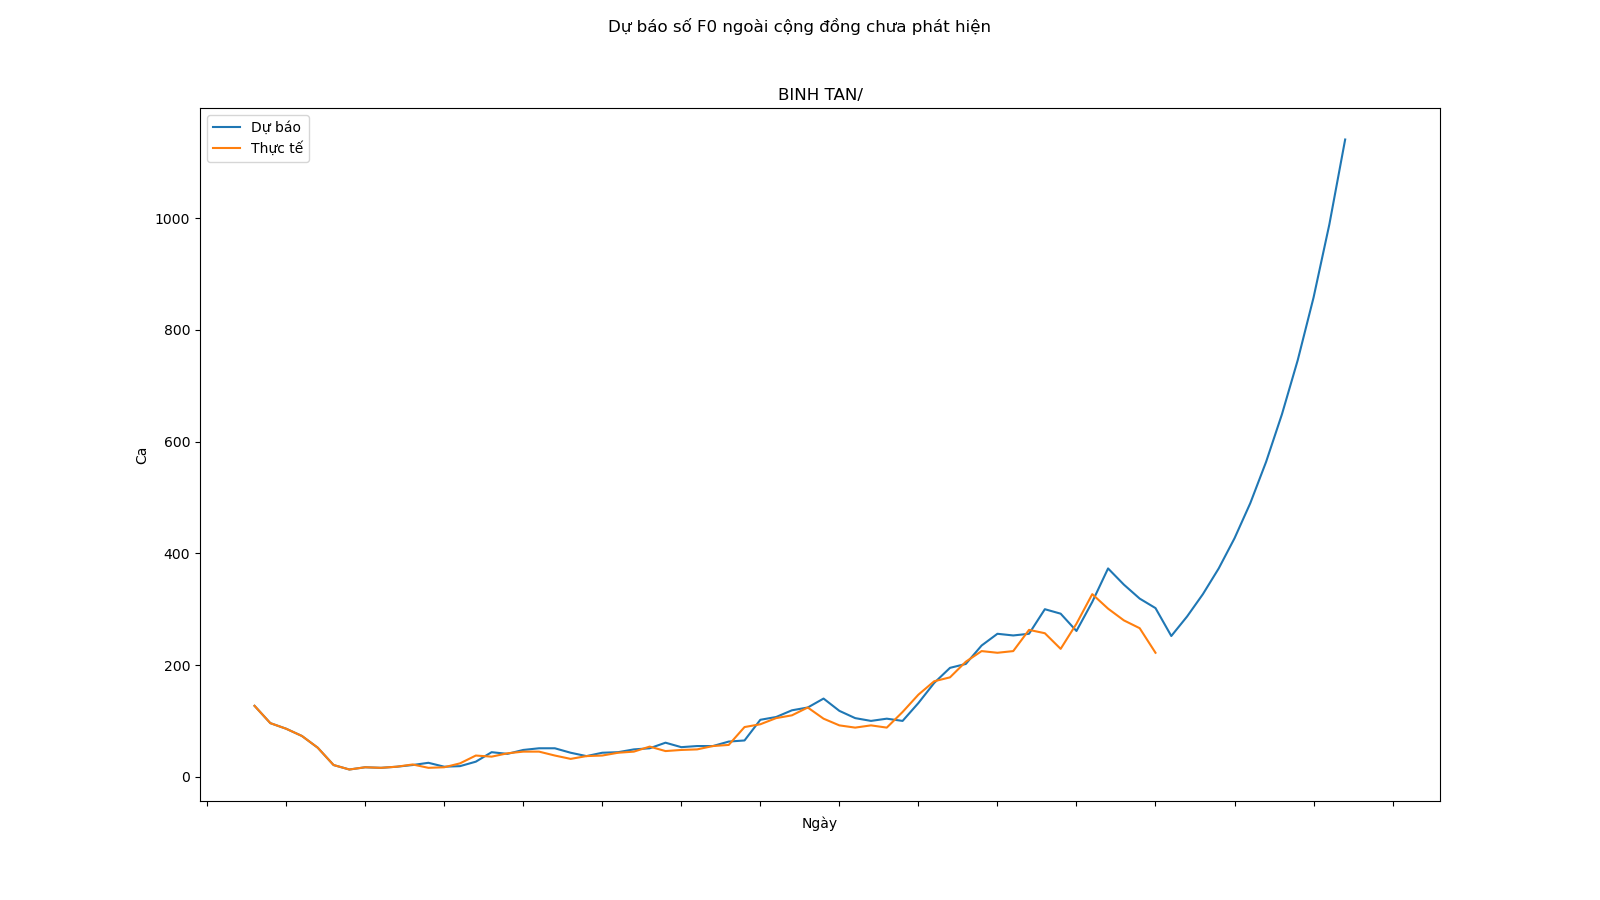 Dự báo số F0 ngoài cộng đồng chưa phát hiện
BINH TAN/
Dự báo
Thực tế
1000
800
600
400
200
0
Ca
Ngày